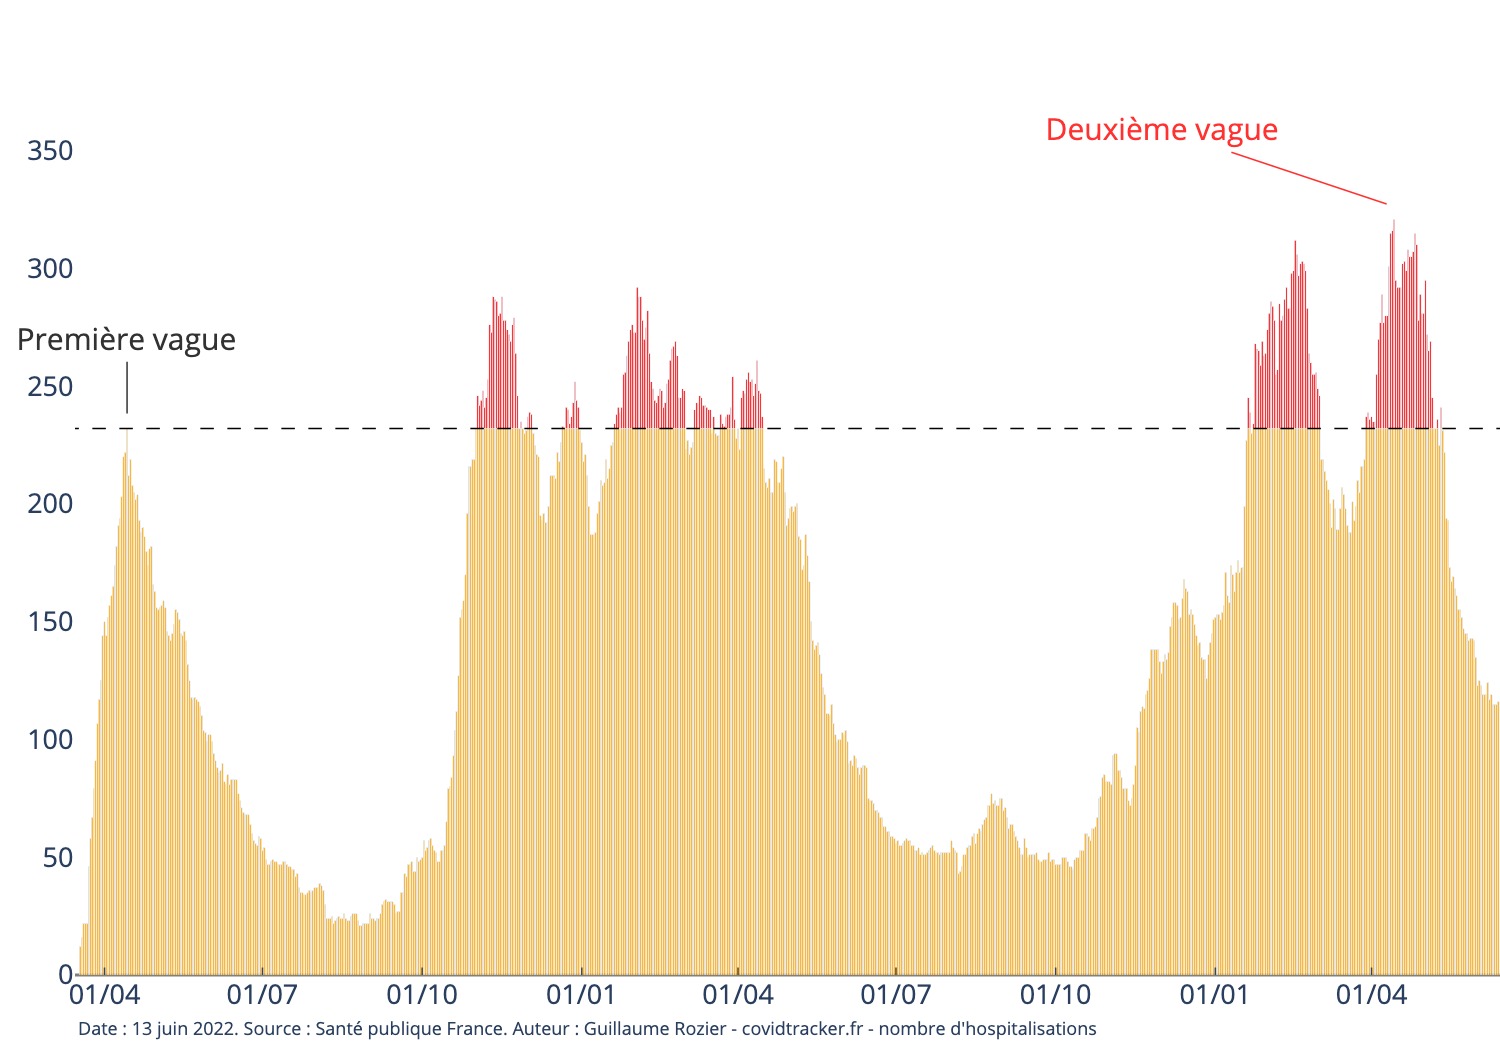 Deuxième vague
350
300
Première vague
250
200
150
100
50
0
01/04 01/07 01/10 01/01 01/04 01/07 01/10 01/01 01/04
Date : 13 juin 2022. Source : Santé publique France. Auteur : Guillaume Rozier - covidtracker.fr - nombre d'hospitalisations